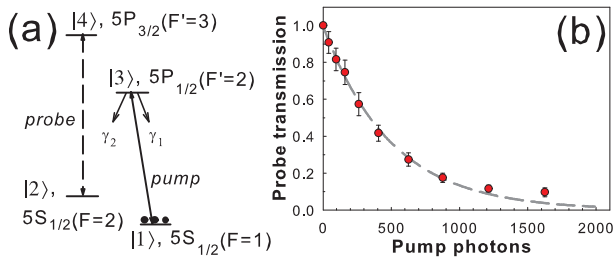 (a)
|4⟩, 5P3/2(F'=3)
|3⟩, 5P1/2(F'=2)
probe
γ2
γ1
pump
|2⟩,
5S1/2(F=2)
|1⟩, 5S1/2(F=1)
(b)
Probe transmission
1.0
0.8
0.6
0.4
0.2
0.0
0 500 1000 1500 2000
Pump photons